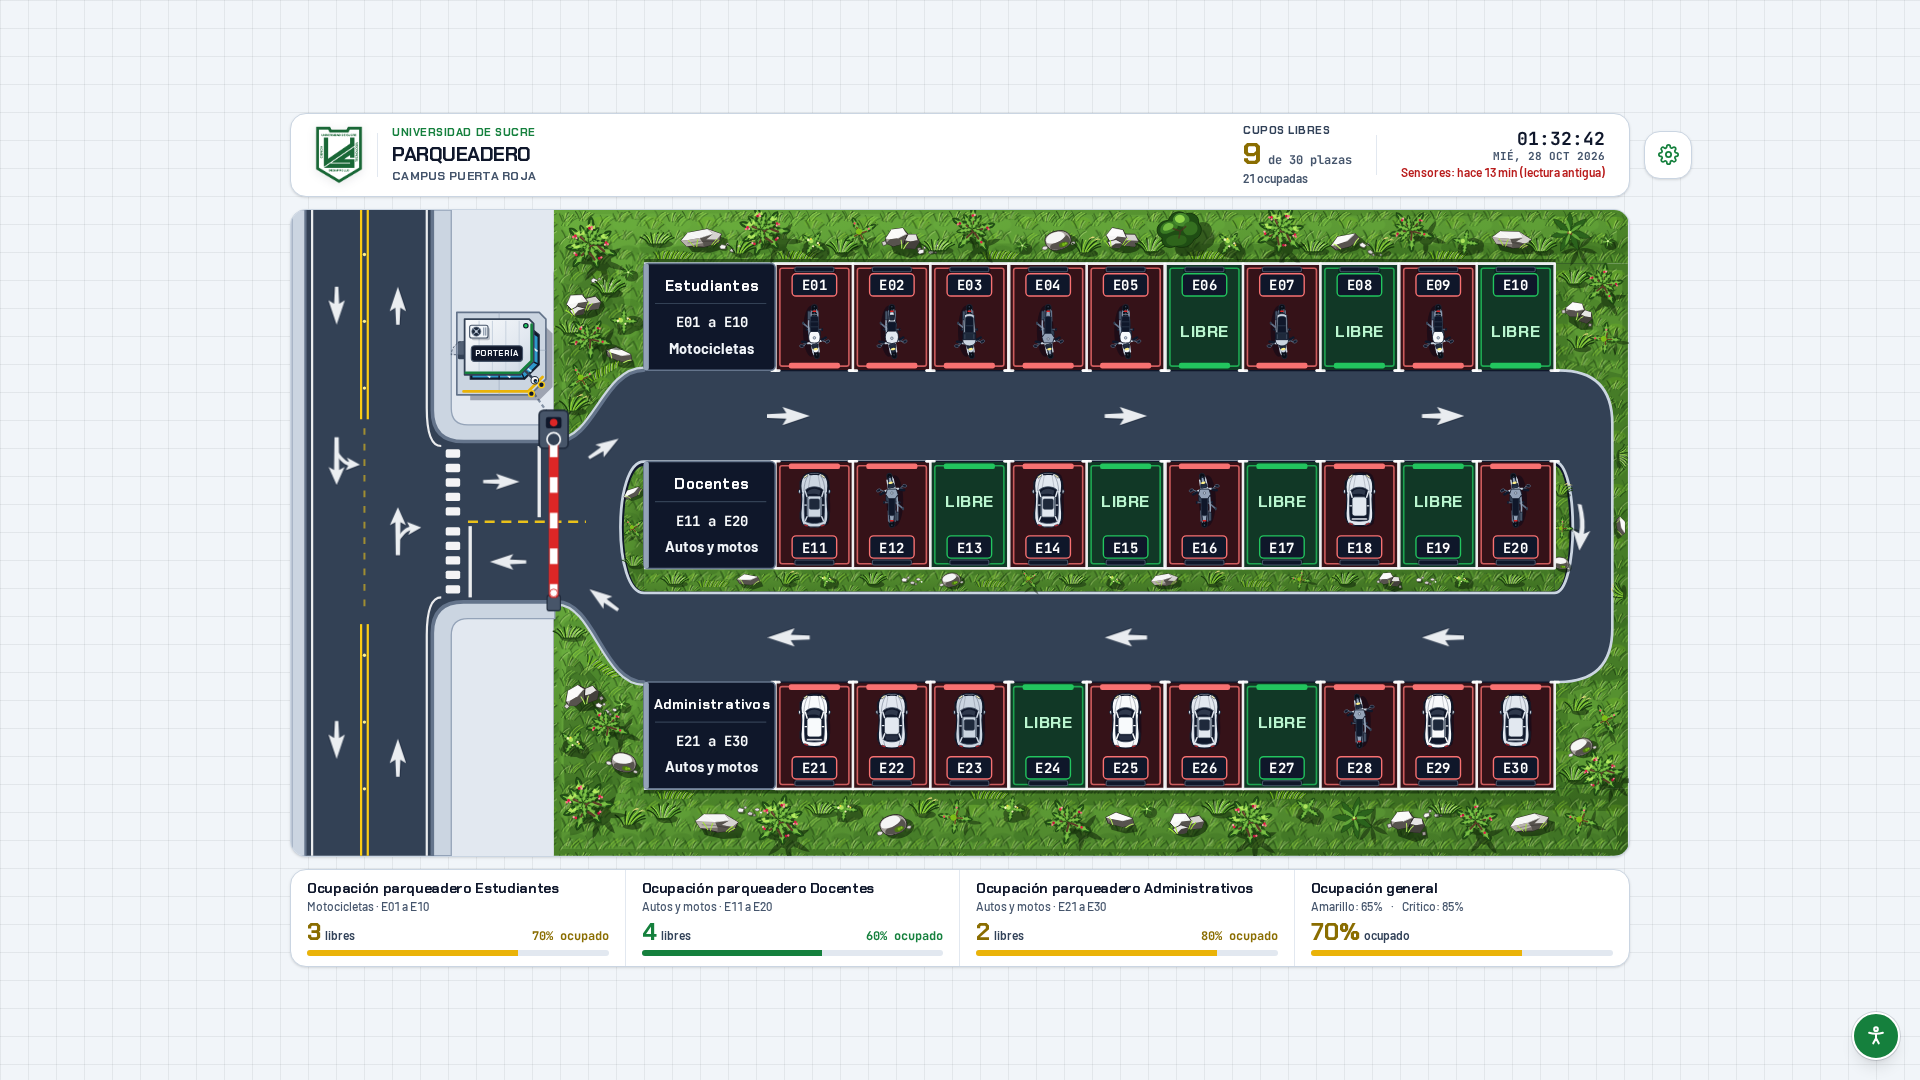 UNIVERSIDAD DE SUCRE
PARQUEADERO
CAMPUS PUERTA ROJA
CUPOS LIBRES
9 de 30 plazas
21 ocupadas
01:32:42
MIÉ, 28 OCT 2026
Sensores: hace 13 min (lectura antigua)
PORTERÍA
Estudiantes
E01 a E10
Motocicletas
E01 E02 E03 E04 E05 E06 E07 E08 E09 E10
LIBRE LIBRE LIBRE
Docentes
E11 a E20
Autos y motos
LIBRE LIBRE LIBRE LIBRE
E11 E12 E13 E14 E15 E16 E17 E18 E19 E20
Administrativos
E21 a E30
Autos y motos
LIBRE LIBRE
E21 E22 E23 E24 E25 E26 E27 E28 E29 E30
Ocupación parqueadero Estudiantes
Motocicletas · E01 a E10
3 libres 70% ocupado
Ocupación parqueadero Docentes
Autos y motos · E11 a E20
4 libres 60% ocupado
Ocupación parqueadero Administrativos
Autos y motos · E21 a E30
2 libres 80% ocupado
Ocupación general
Amarillo: 65% · Crítico: 85%
70% ocupado